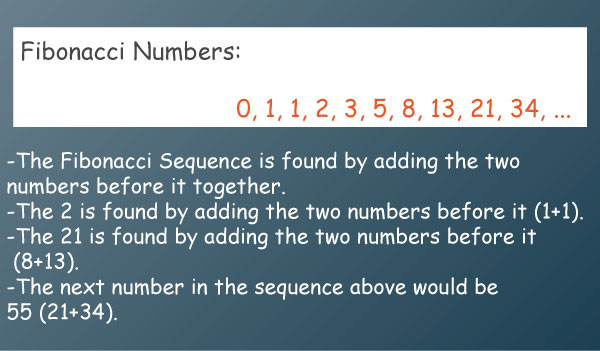 Fibonacci Numbers:
0, 1, 1, 2, 3, 5, 8, 13, 21, 34, ...
-The Fibonacci Sequence is found by adding the two
numbers before it together.
-The 2 is found by adding the two numbers before it (1+1).
-The 21 is found by adding the two numbers before it
(8+13).
-The next number in the sequence above would be
55 (21+34).